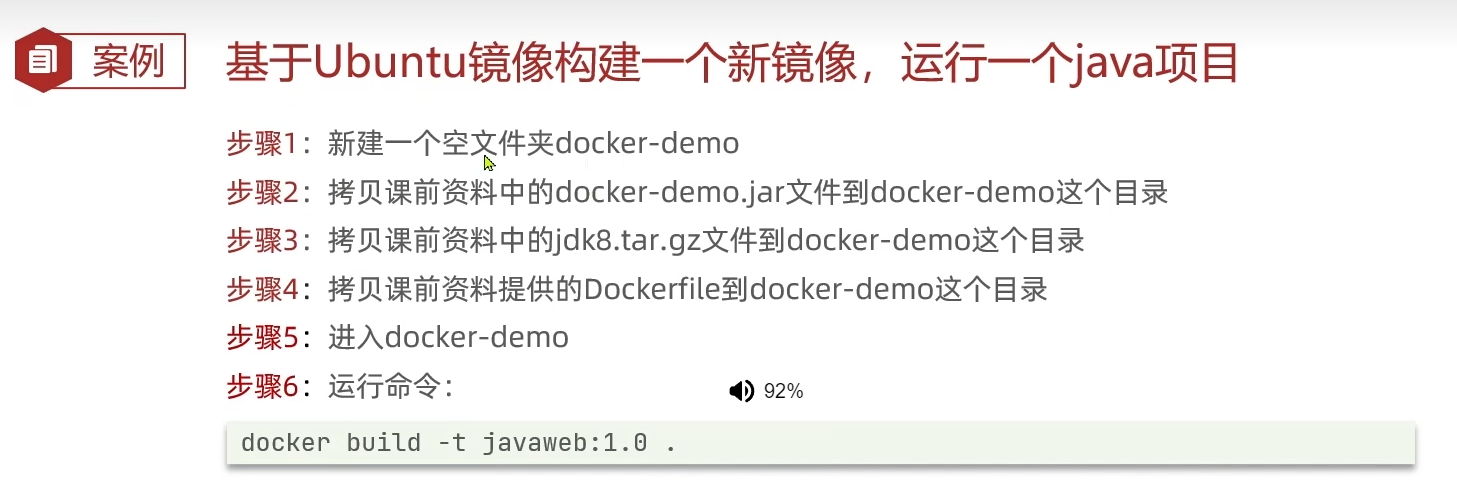 案例
基于Ubuntu镜像构建一个新镜像，运行一个java项目
步骤1：新建一个空文件夹docker-demo
步骤2：拷贝课前资料中的docker-demo.jar文件到docker-demo这个目录
步骤3：拷贝课前资料中的jdk8.tar.gz文件到docker-demo这个目录
步骤4：拷贝课前资料提供的Dockerfile到docker-demo这个目录
步骤5：进入docker-demo
步骤6：运行命令：
92%
docker build -t javaweb:1.0 .